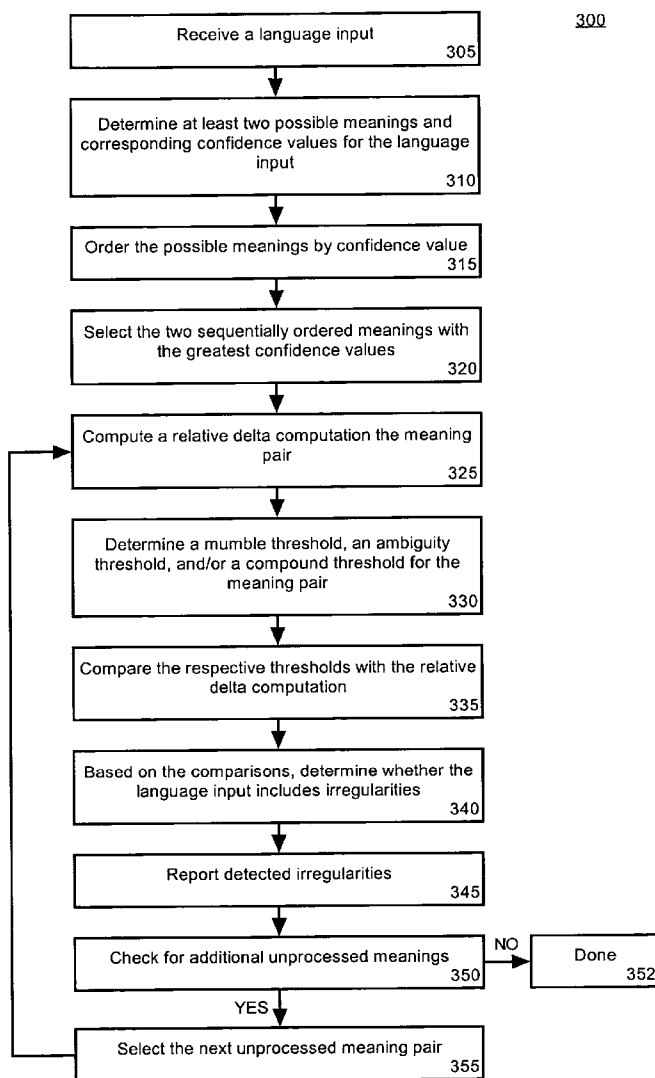 300
Receive a language input
305
Determine at least two possible meanings and
corresponding confidence values for the language
input
310
Order the possible meanings by confidence value
315
Select the two sequentially ordered meanings with
the greatest confidence values
320
Compute a relative delta computation the meaning
pair
325
Determine a mumble threshold, an ambiguity
threshold, and/or a compound threshold for the
meaning pair
330
Compare the respective thresholds with the relative
delta computation
335
Based on the comparisons, determine whether the
language input includes irregularities
340
Report detected irregularities
345
Check for additional unprocessed meanings
350
NO
Done
352
YES
Select the next unprocessed meaning pair
355